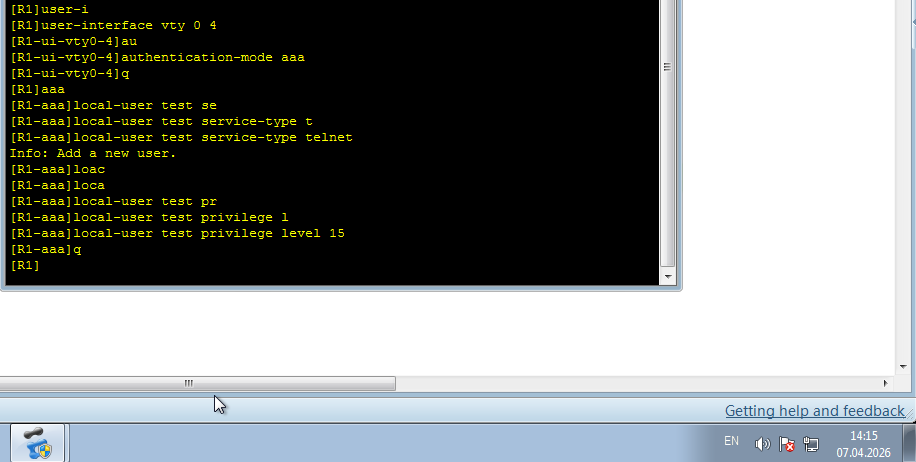 [R1]user-i
[R1]user-interface vty 0 4
[R1-ui-vty0-4]au
[R1-ui-vty0-4]authentication-mode aaa
[R1-ui-vty0-4]q
[R1]aaa
[R1-aaa]local-user test se
[R1-aaa]local-user test service-type t
[R1-aaa]local-user test service-type telnet
Info: Add a new user.
[R1-aaa]loac
[R1-aaa]loca
[R1-aaa]local-user test pr
[R1-aaa]local-user test privilege l
[R1-aaa]local-user test privilege level 15
[R1-aaa]q
[R1]
Getting help and feedback
EN
14:15
07.04.2026